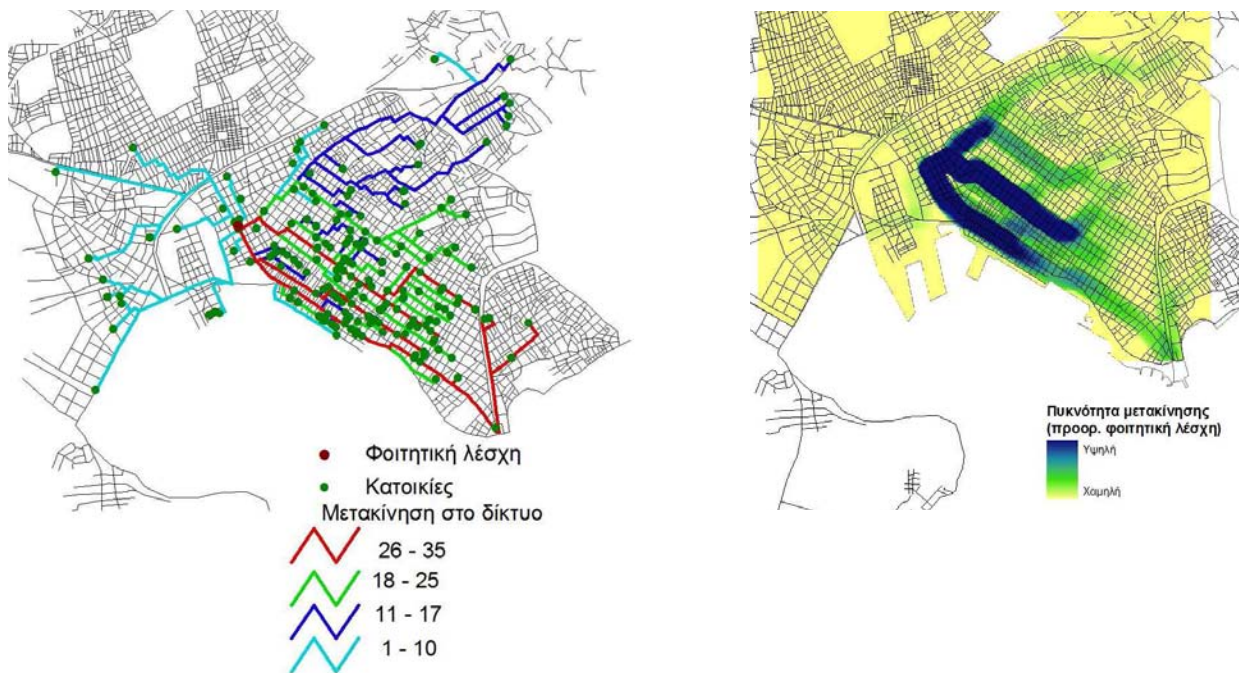 Φοιτητική λέσχη
Κατοικίες
Μετακίνηση στο δίκτυο
26 - 35
18 - 25
11 - 17
1 - 10
Πυκνότητα μετακίνησης
(προορ. φοιτητική λέσχη)
Υψηλή
Χαμηλή